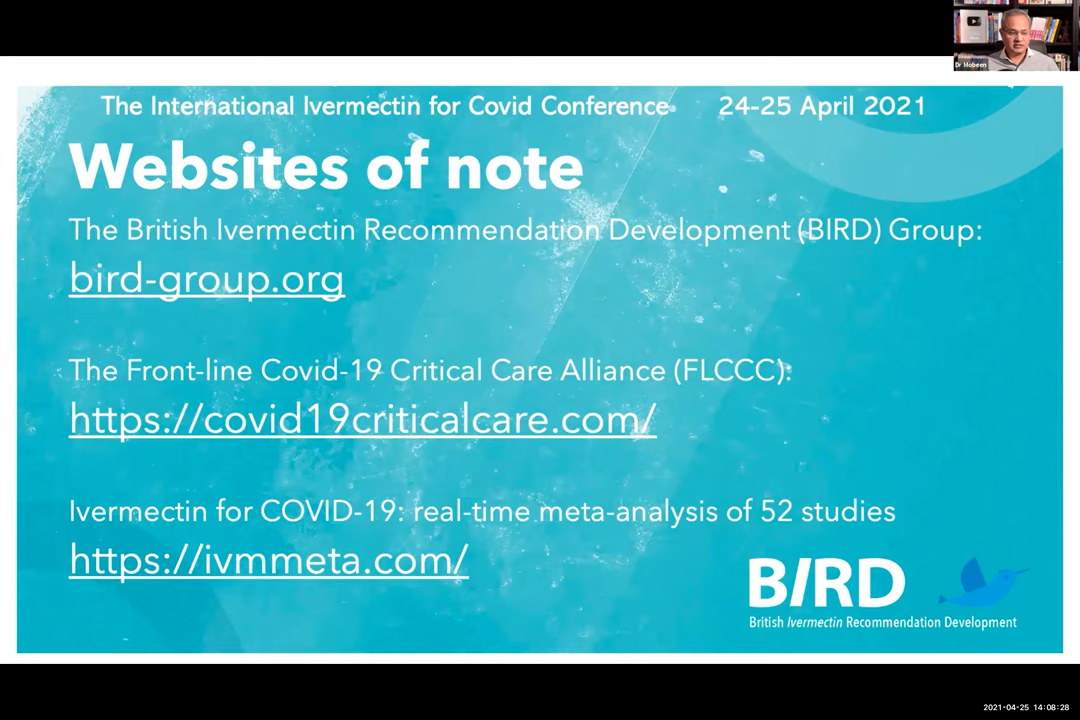 Dr Mobeen
The International Ivermectin for Covid Conference 24-25 April 2021
Websites of note
The British Ivermectin Recommendation Development (BIRD) Group:
bird-group.org
The Front-line Covid-19 Critical Care Alliance (FLCCC):
https://covid19criticalcare.com/
Ivermectin for COVID-19: real-time meta-analysis of 52 studies
https://ivmmeta.com/
BIRD
British Ivermectin Recommendation Development
2021-04-25 14:08:28